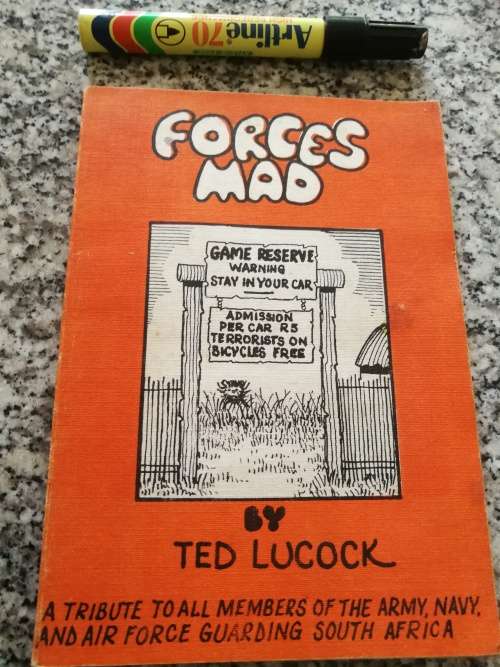 Artline 70
FORCES
MAD
GAME RESERVE
WARNING
STAY IN YOUR CAR
ADMISSION
PER CAR R5
TERRORISTS ON
BICYCLES FREE
BY
TED LUCOCK
A TRIBUTE TO ALL MEMBERS OF THE ARMY, NAVY,
AND AIR FORCE GUARDING SOUTH AFRICA